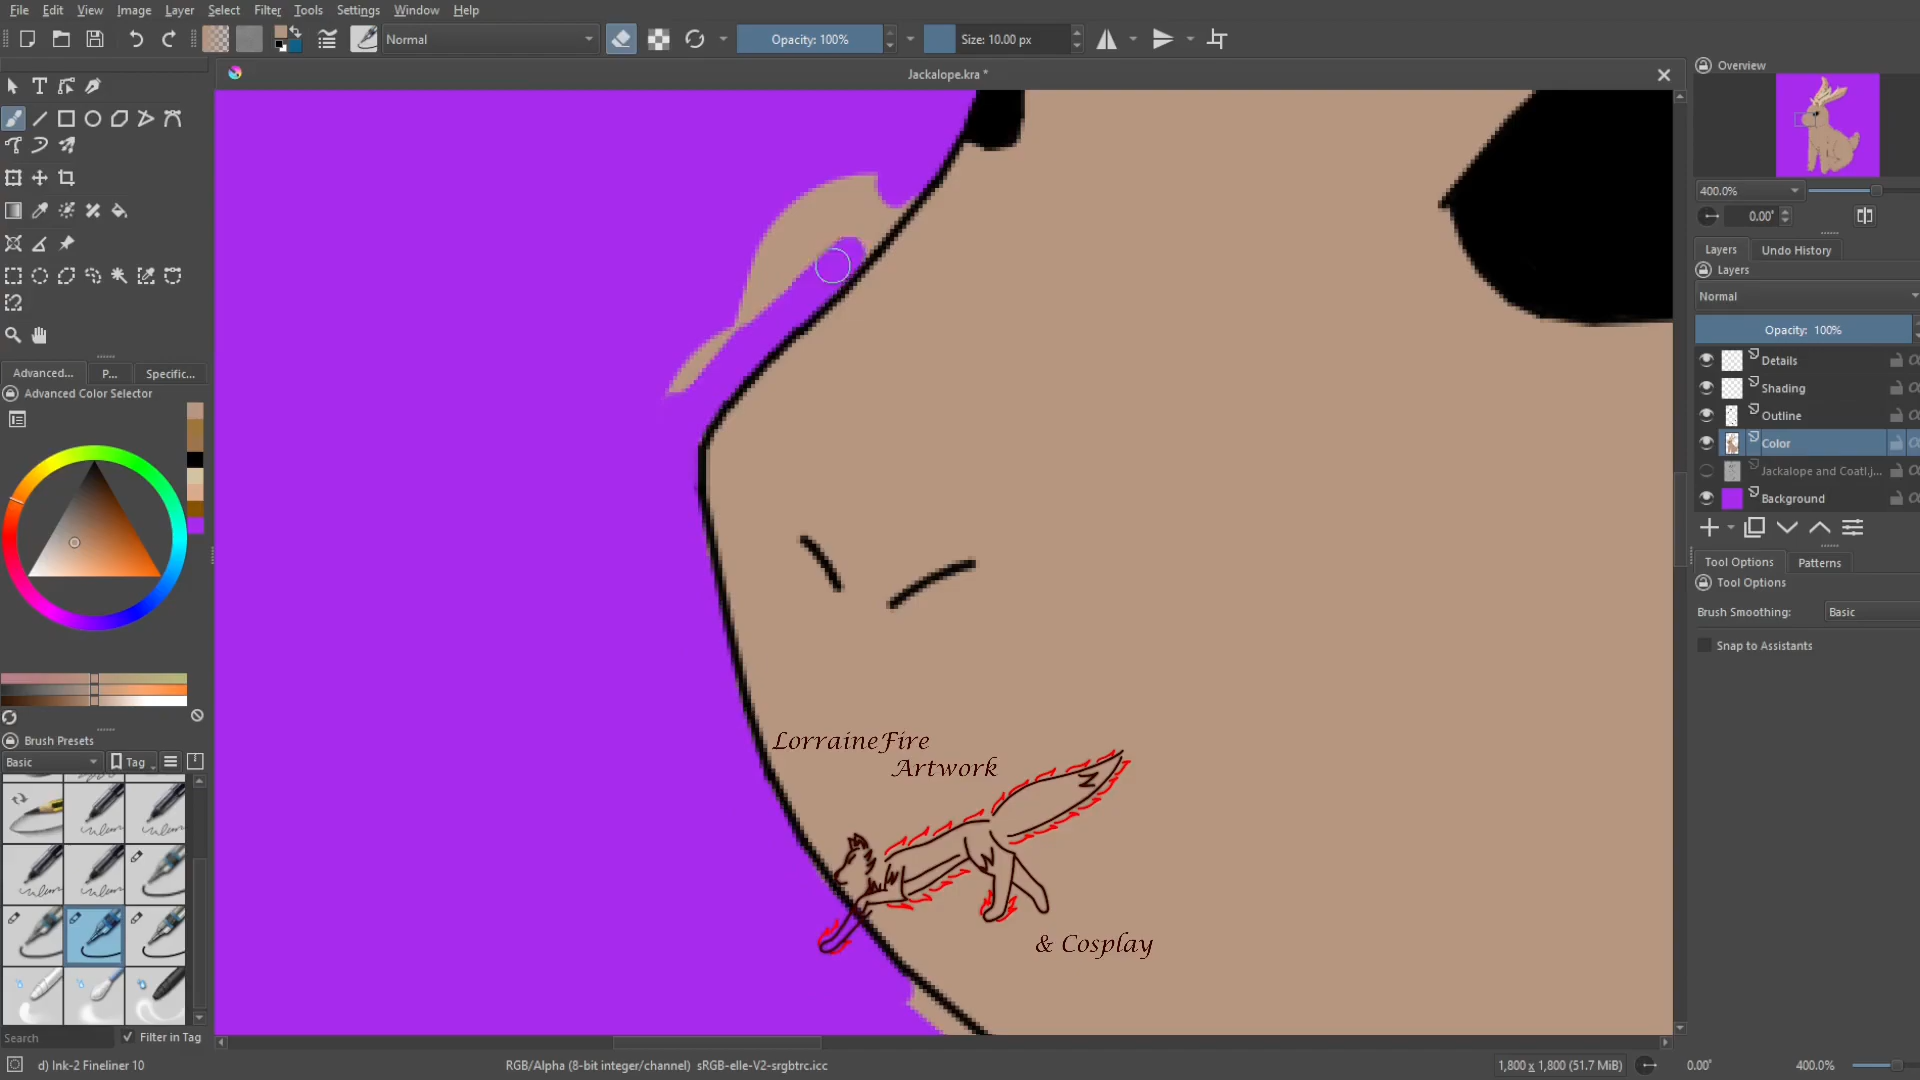 File Edit View Image Layer Select Filter Tools Settings Window Help
Normal Opacity: 100% Size: 10.00 px
Jackalope.kra *
Overview
400.0%
0.00°
Layers Undo History
Layers
Normal
Opacity: 100%
Details
Shading
Outline
Color
Jackalope and Coatl.j...
Background
Tool Options Patterns
Tool Options
Brush Smoothing: Basic
Snap to Assistants
Advanced... P... Specific...
Advanced Color Selector
Brush Presets
Basic Tag
Search Filter in Tag
LorraineFire
Artwork
& Cosplay
d) Ink-2 Fineliner 10 RGB/Alpha (8-bit integer/channel) sRGB-elle-V2-srgbtrc.icc 1,800 x 1,800 (51.7 MiB) 0.00° 400.0%